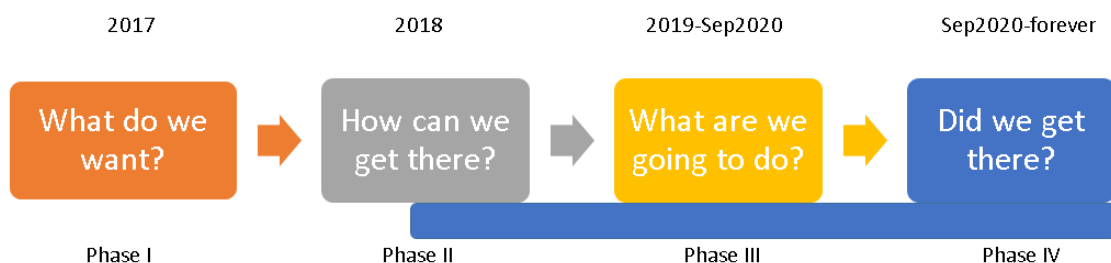 2017
2018
2019-Sep2020
Sep2020-forever
What do we
want?
How can we
get there?
What are we
going to do?
Did we get
there?
Phase I
Phase II
Phase III
Phase IV